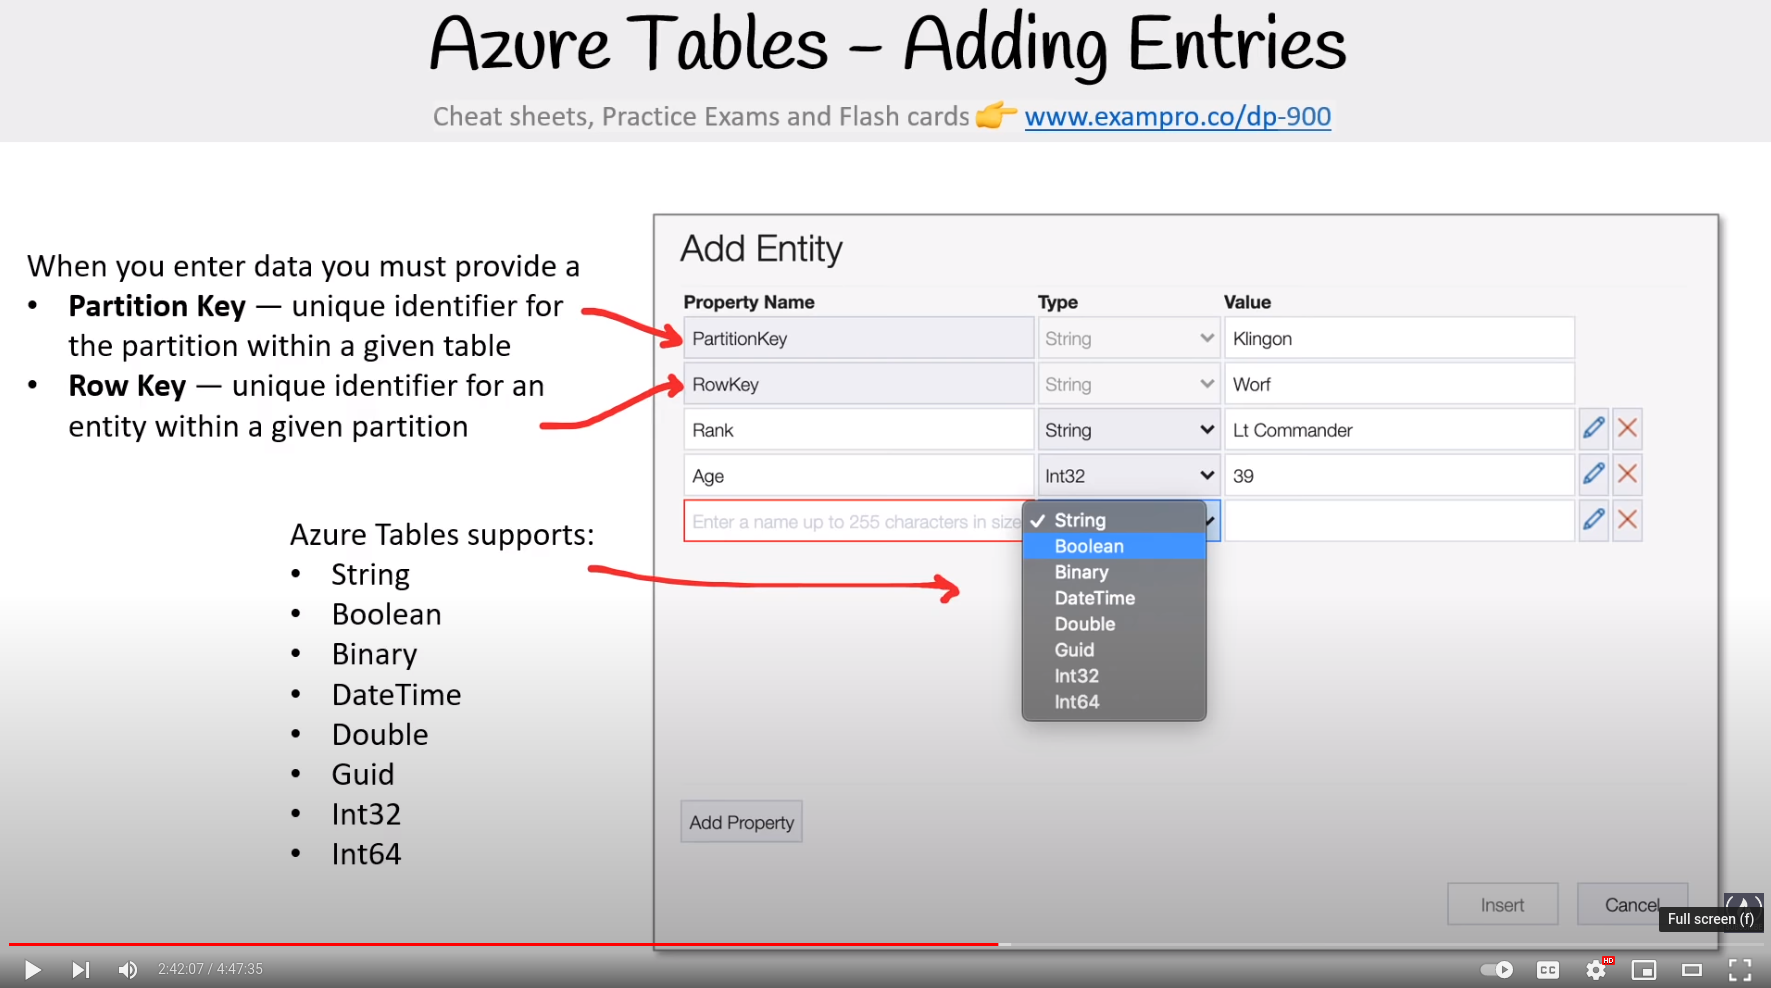 Azure Tables - Adding Entries
Cheat sheets, Practice Exams and Flash cards 👉 www.exampro.co/dp-900
When you enter data you must provide a
• Partition Key — unique identifier for
the partition within a given table
• Row Key — unique identifier for an
entity within a given partition
Azure Tables supports:
• String
• Boolean
• Binary
• DateTime
• Double
• Guid
• Int32
• Int64
Add Entity
Property Name Type Value
PartitionKey String Klingon
RowKey String Worf
Rank String Lt Commander
Age Int32 39
Enter a name up to 255 characters in size
✓ String
Boolean
Binary
DateTime
Double
Guid
Int32
Int64
Add Property
Insert Cancel
Full screen (f)
2:42:07 / 4:47:35
CC HD